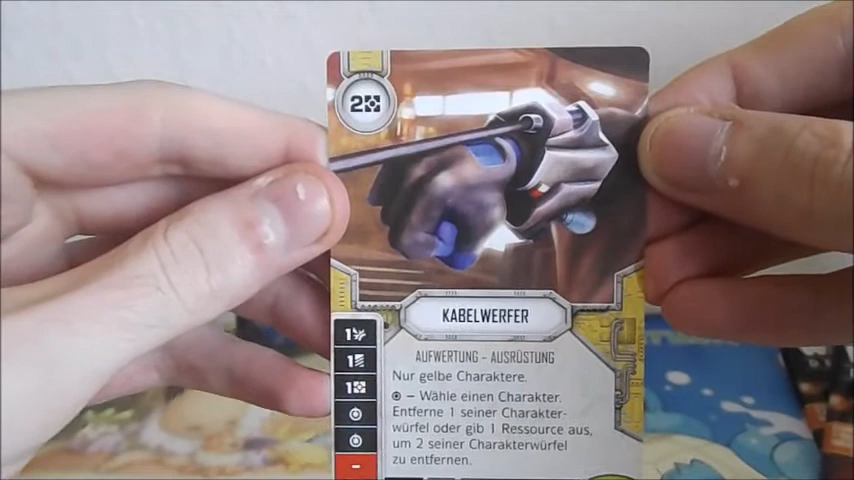 2
KABELWERFER
AUFWERTUNG – AUSRÜSTUNG
Nur gelbe Charaktere.
– Wähle einen Charakter.
Entferne 1 seiner Charakter-
würfel oder gib 1 Ressource aus,
um 2 seiner Charakterwürfel
zu entfernen.
1
1
1
–